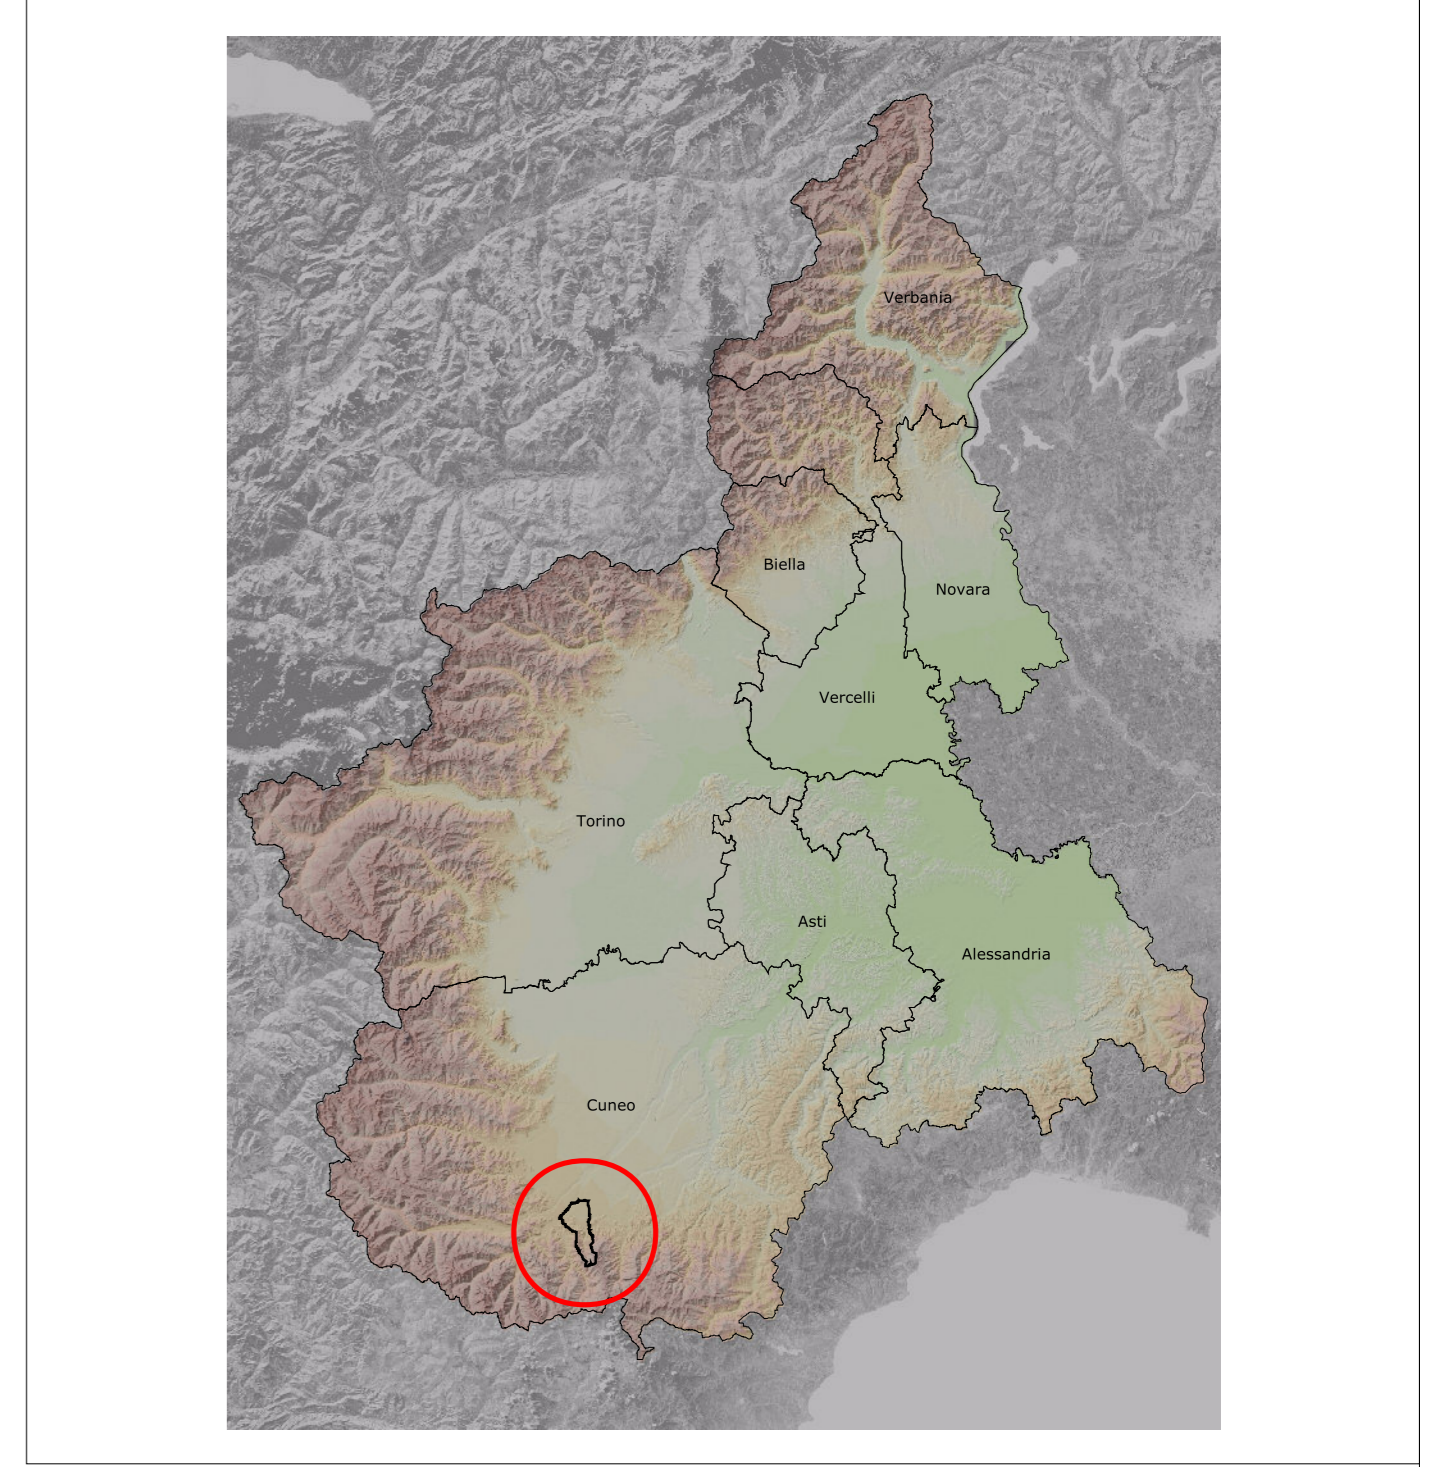 Verbania
Biella
Novara
Vercelli
Torino
Asti
Alessandria
Cuneo